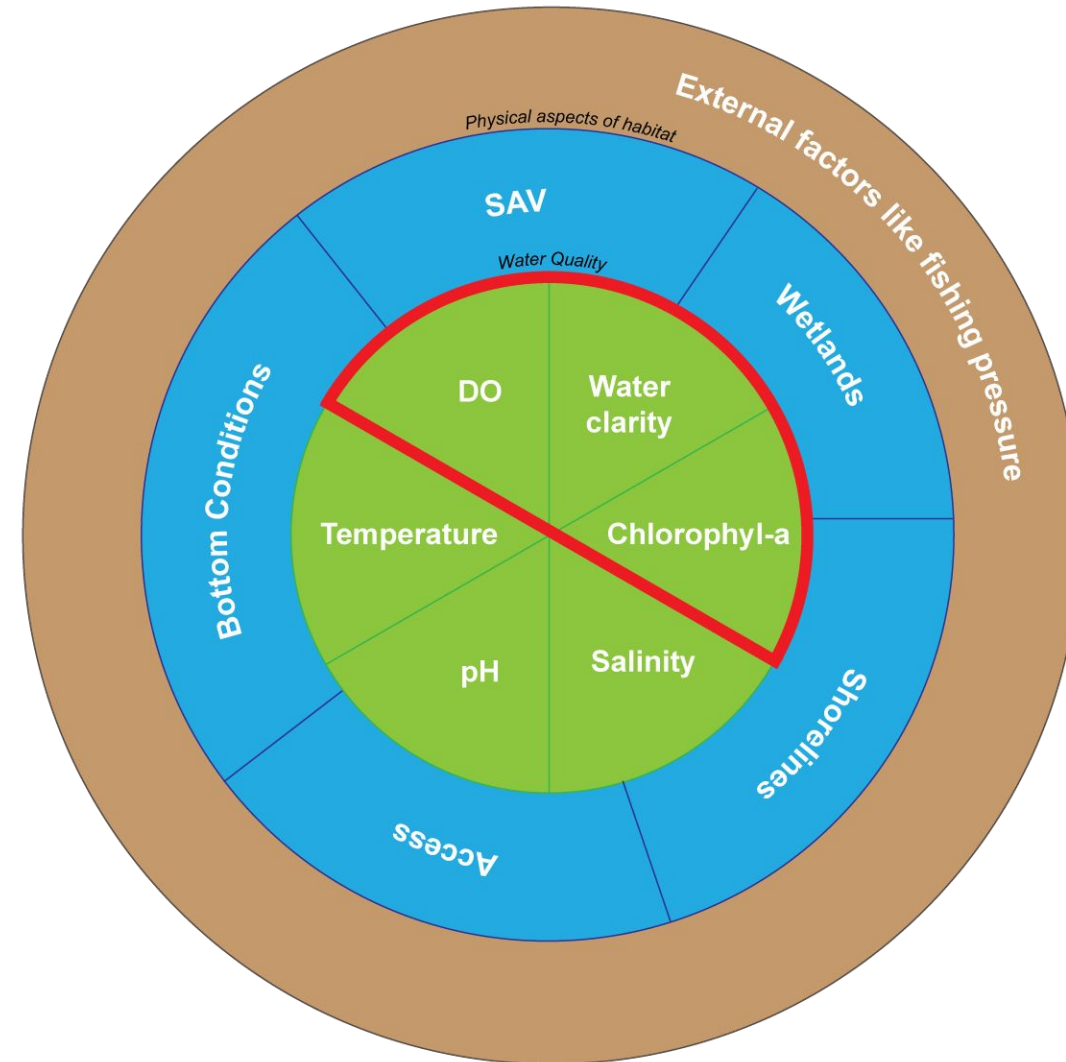 External factors like fishing pressure
Physical aspects of habitat
SAV
Wetlands
Shorelines
Access
Bottom Conditions
Water Quality
DO
Water
clarity
Chlorophyl-a
Salinity
pH
Temperature